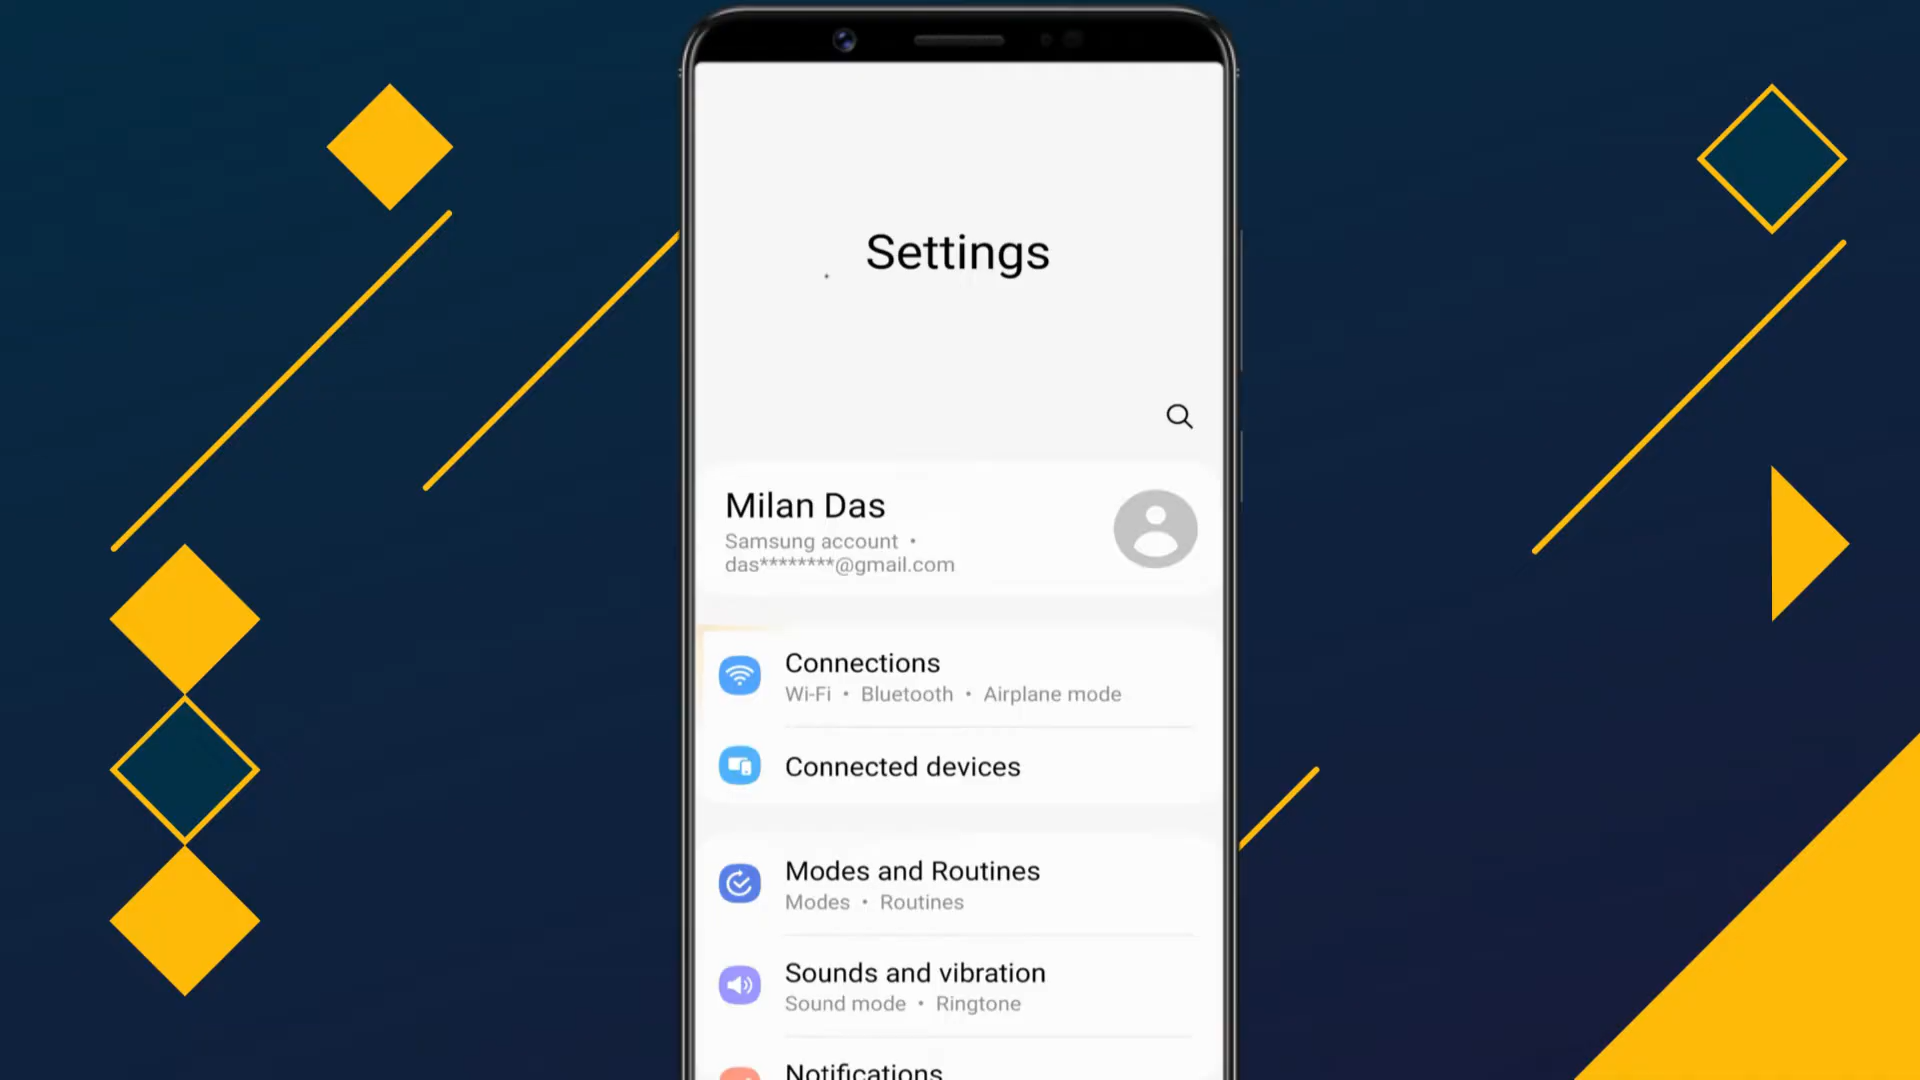 Settings
Milan Das
Samsung account •
das********@gmail.com
Connections
Wi-Fi • Bluetooth • Airplane mode
Connected devices
Modes and Routines
Modes • Routines
Sounds and vibration
Sound mode • Ringtone
Notifications